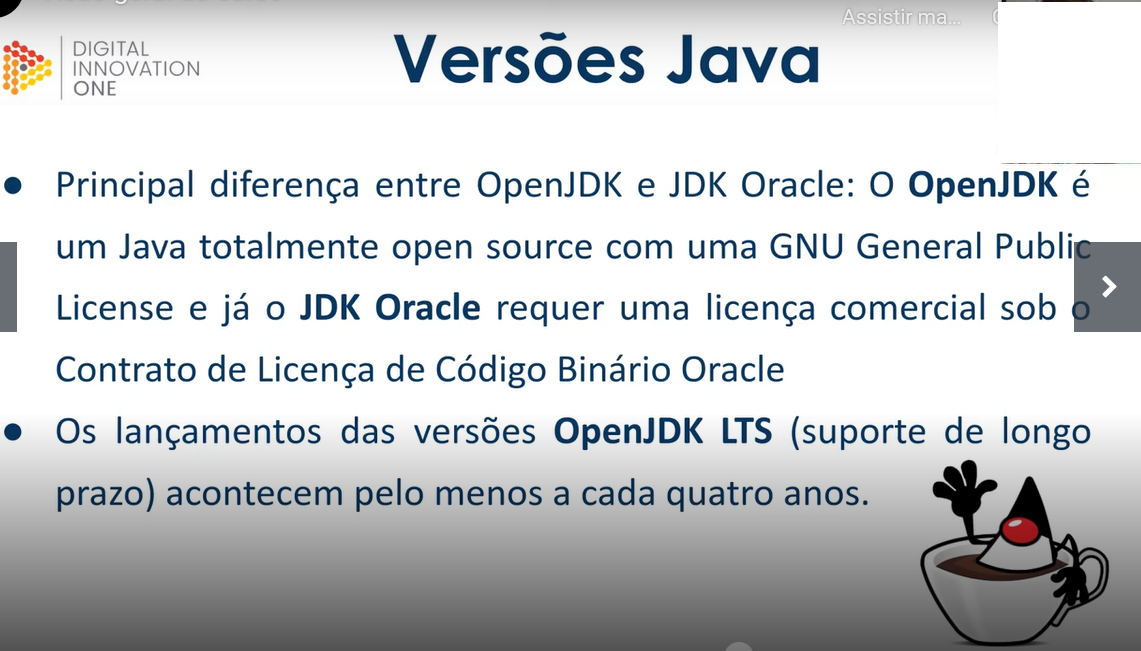 Assistir ma...
DIGITAL
INNOVATION
ONE
Versões Java
● Principal diferença entre OpenJDK e JDK Oracle: O OpenJDK é
um Java totalmente open source com uma GNU General Public
License e já o JDK Oracle requer uma licença comercial sob o
Contrato de Licença de Código Binário Oracle
● Os lançamentos das versões OpenJDK LTS (suporte de longo
prazo) acontecem pelo menos a cada quatro anos.